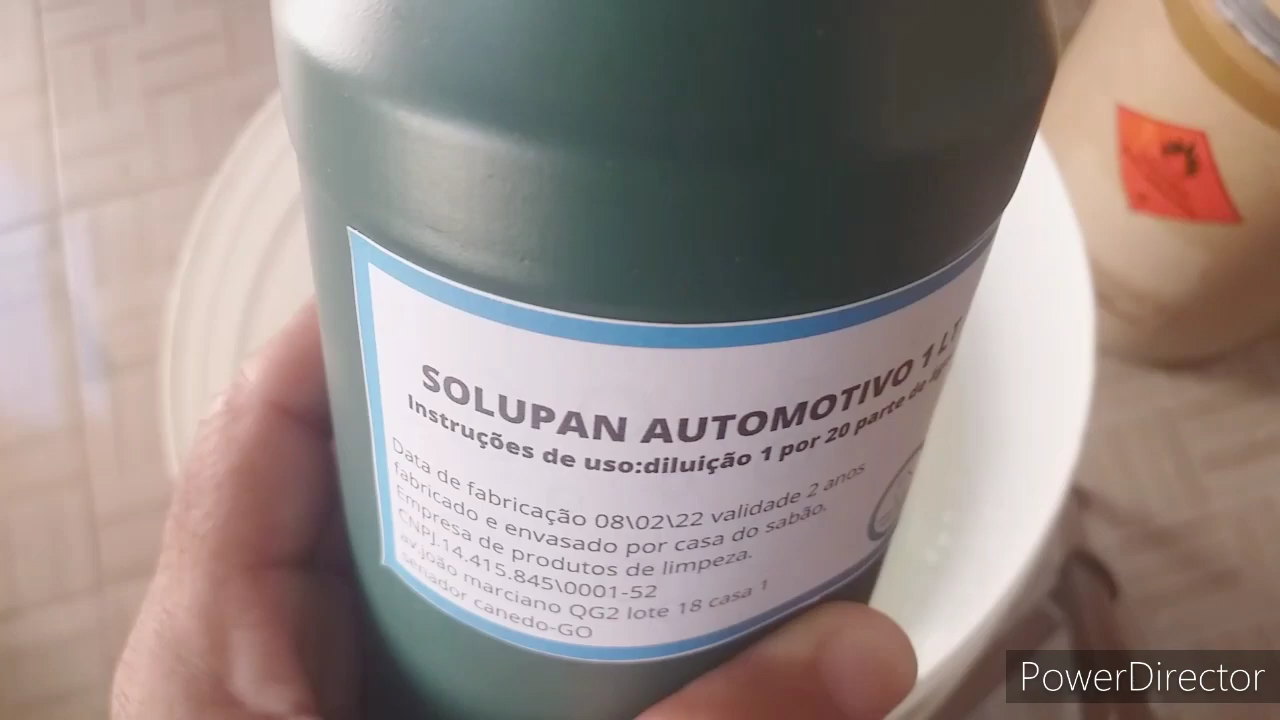 SOLUPAN AUTOMOTIVO 1 LT
Instruções de uso:diluição 1 por 20 parte de
Data de fabricação 08\02\22 validade 2 anos
fabricado e envasado por casa do sabão.
Empresa de produtos de limpeza.
CNPJ.14.415.845\0001-52
av.joão marciano QG2 lote 18 casa 1
senador canedo-GO
PowerDirector